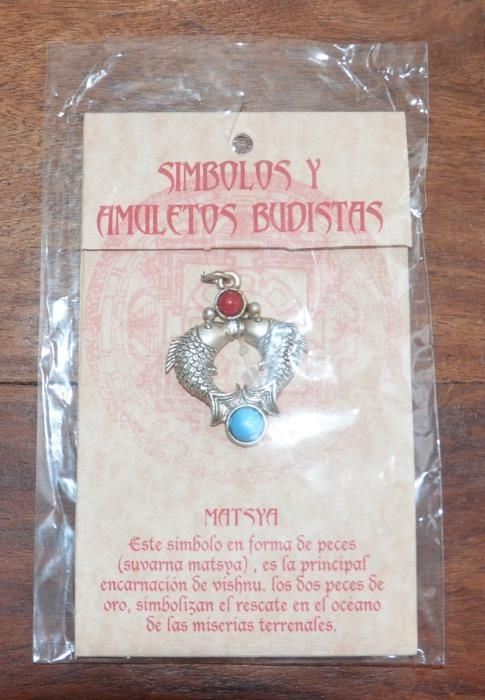 SIMBOLOS Y
AMULETOS BUDISTAS
MATSYA
Este simbolo en forma de peces
(suvarna matsya) , es la principal
encarnación de vishnu. los dos peces de
oro, simbolizan el rescate en el océano
de las miserias terrenales.